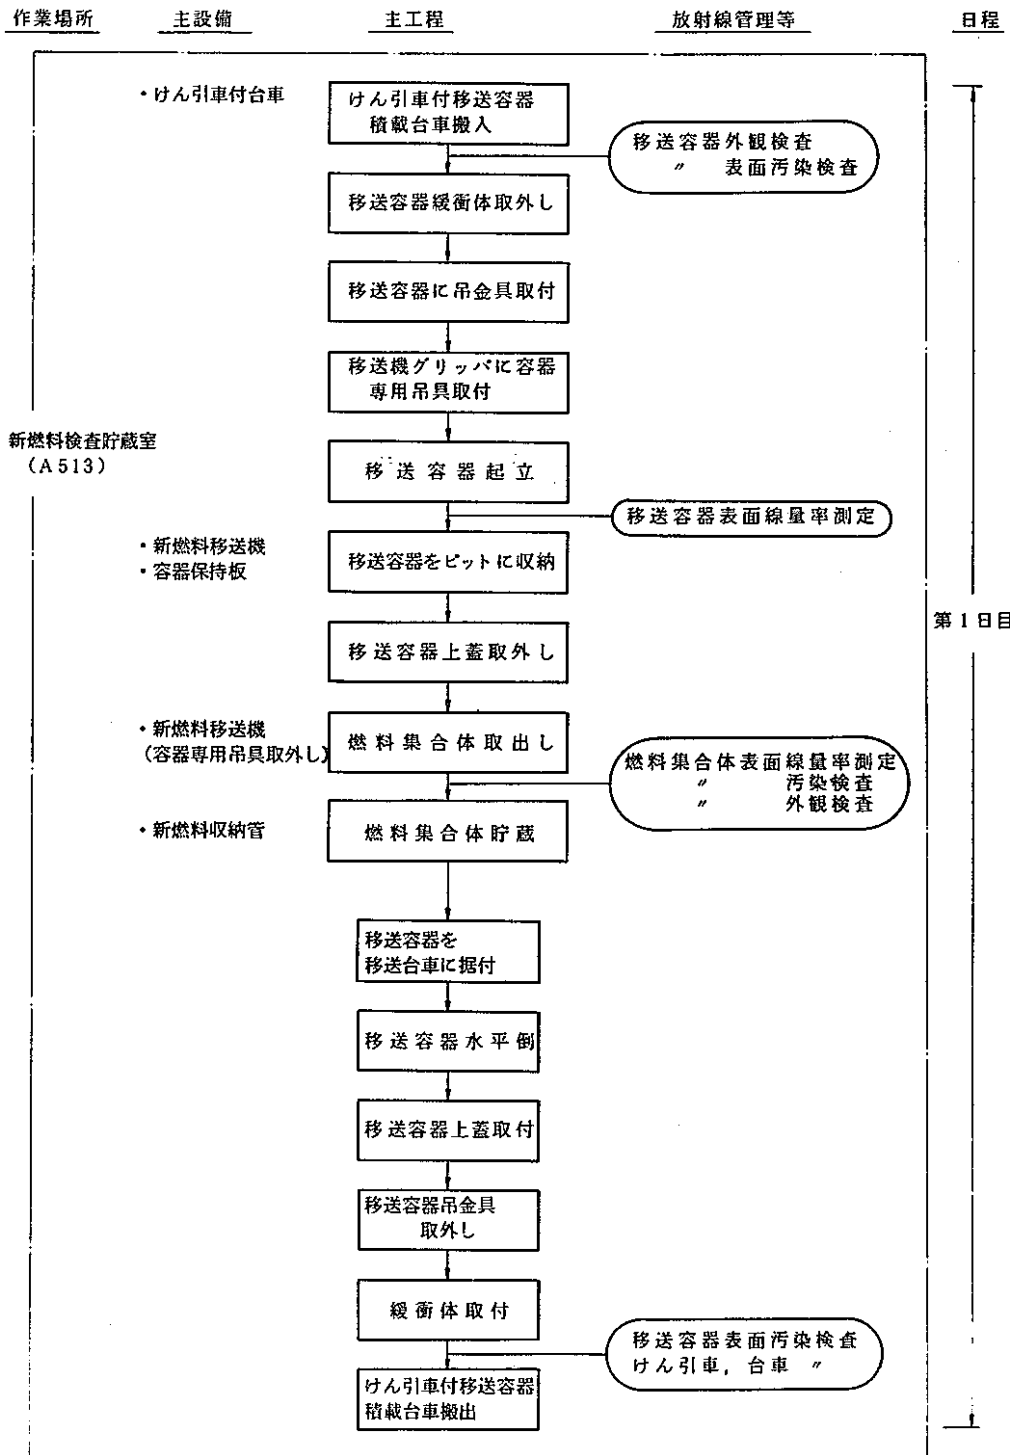 作業場所 主設備 主工程 放射線管理等 日程
・けん引車付台車
けん引車付移送容器
積載台車搬入
移送容器外観検査
〃 表面汚染検査
移送容器緩衝体取外し
移送容器に吊金具取付
移送機グリッパに容器
専用吊具取付
新燃料検査貯蔵室
(A513)
移送容器起立
移送容器表面線量率測定
・新燃料移送機
・容器保持板
移送容器をピットに収納
第1日目
移送容器上蓋取外し
・新燃料移送機
(容器専用吊具取外し)
燃料集合体取出し
燃料集合体表面線量率測定
〃 汚染検査
〃 外観検査
・新燃料収納管
燃料集合体貯蔵
移送容器を
移送台車に据付
移送容器水平倒
移送容器上蓋取付
移送容器吊金具
取外し
緩衝体取付
移送容器表面汚染検査
けん引車,台車 〃
けん引車付移送容器
積載台車搬出